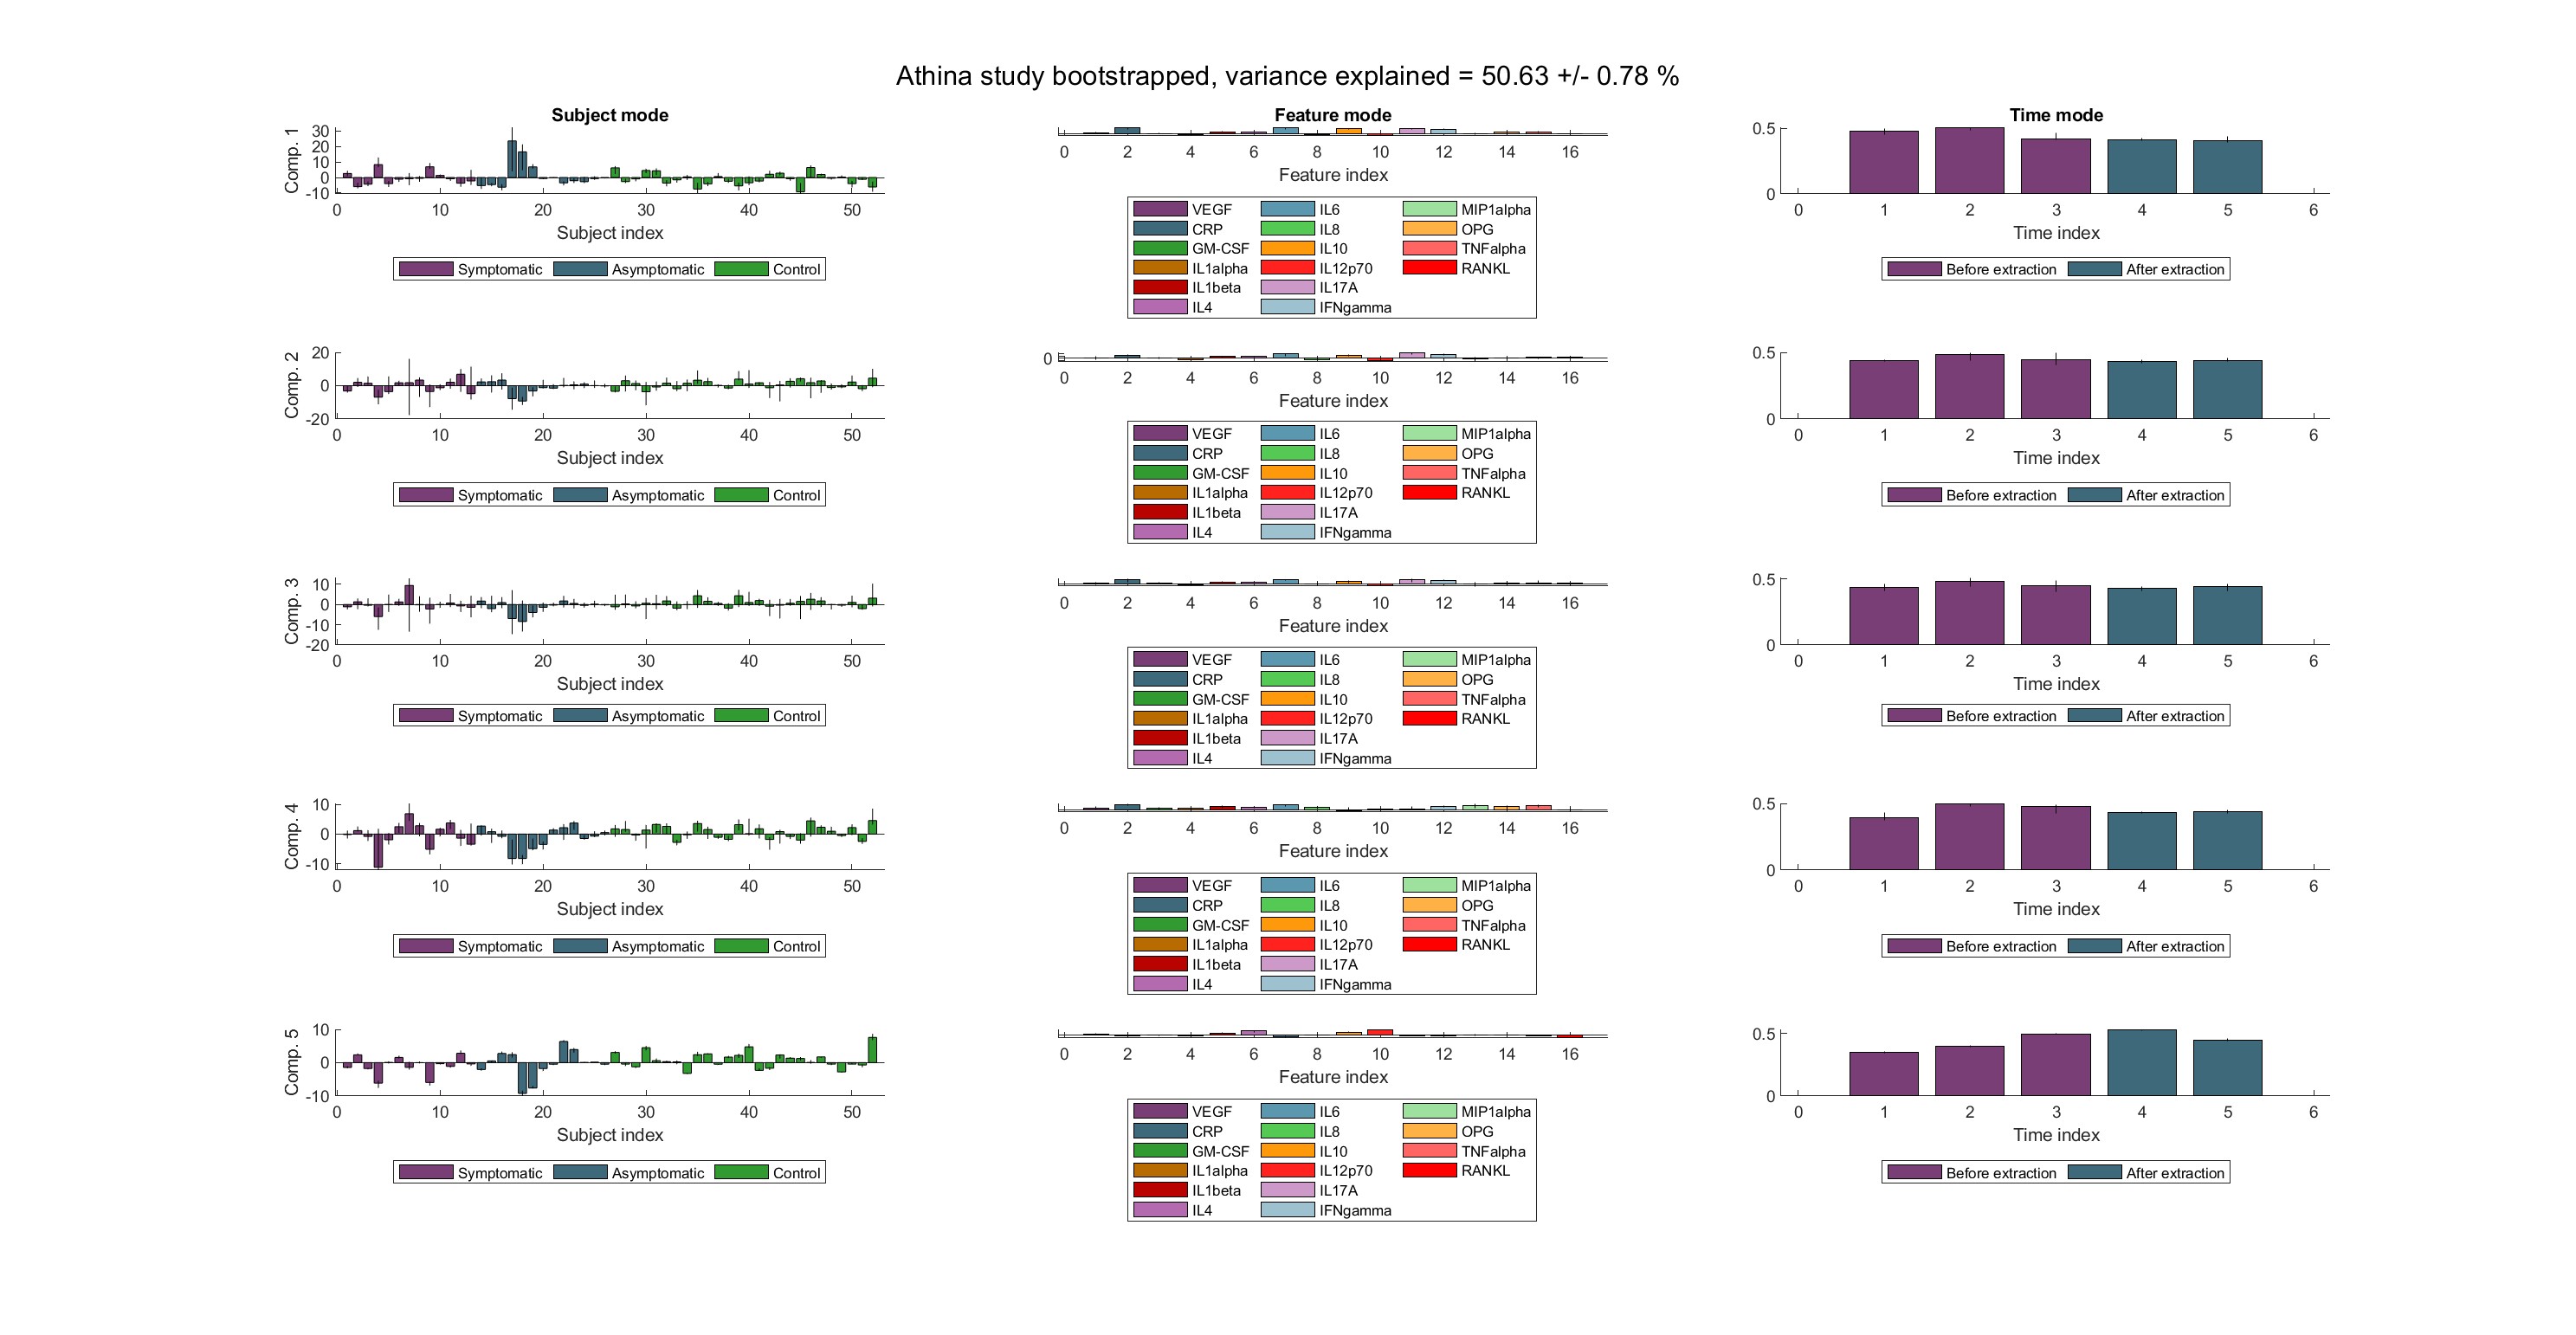 Athina study bootstrapped, variance explained = 50.63 +/- 0.78 %
Subject mode
Feature mode
Time mode
Comp. 1
30
20
10
0
-10
0 10 20 30 40 50
Subject index
Symptomatic Asymptomatic Control
0 2 4 6 8 10 12 14 16
Feature index
VEGF IL6 MIP1alpha
CRP IL8 OPG
GM-CSF IL10 TNFalpha
IL1alpha IL12p70 RANKL
IL1beta IL17A
IL4 IFNgamma
0.5
0
0 1 2 3 4 5 6
Time index
Before extraction After extraction
Comp. 2
20
0
-20
0 10 20 30 40 50
Subject index
Symptomatic Asymptomatic Control
0
0 2 4 6 8 10 12 14 16
Feature index
VEGF IL6 MIP1alpha
CRP IL8 OPG
GM-CSF IL10 TNFalpha
IL1alpha IL12p70 RANKL
IL1beta IL17A
IL4 IFNgamma
0.5
0
0 1 2 3 4 5 6
Time index
Before extraction After extraction
Comp. 3
10
0
-10
-20
0 10 20 30 40 50
Subject index
Symptomatic Asymptomatic Control
0 2 4 6 8 10 12 14 16
Feature index
VEGF IL6 MIP1alpha
CRP IL8 OPG
GM-CSF IL10 TNFalpha
IL1alpha IL12p70 RANKL
IL1beta IL17A
IL4 IFNgamma
0.5
0
0 1 2 3 4 5 6
Time index
Before extraction After extraction
Comp. 4
10
0
-10
0 10 20 30 40 50
Subject index
Symptomatic Asymptomatic Control
0 2 4 6 8 10 12 14 16
Feature index
VEGF IL6 MIP1alpha
CRP IL8 OPG
GM-CSF IL10 TNFalpha
IL1alpha IL12p70 RANKL
IL1beta IL17A
IL4 IFNgamma
0.5
0
0 1 2 3 4 5 6
Time index
Before extraction After extraction
Comp. 5
10
0
-10
0 10 20 30 40 50
Subject index
Symptomatic Asymptomatic Control
0 2 4 6 8 10 12 14 16
Feature index
VEGF IL6 MIP1alpha
CRP IL8 OPG
GM-CSF IL10 TNFalpha
IL1alpha IL12p70 RANKL
IL1beta IL17A
IL4 IFNgamma
0.5
0
0 1 2 3 4 5 6
Time index
Before extraction After extraction